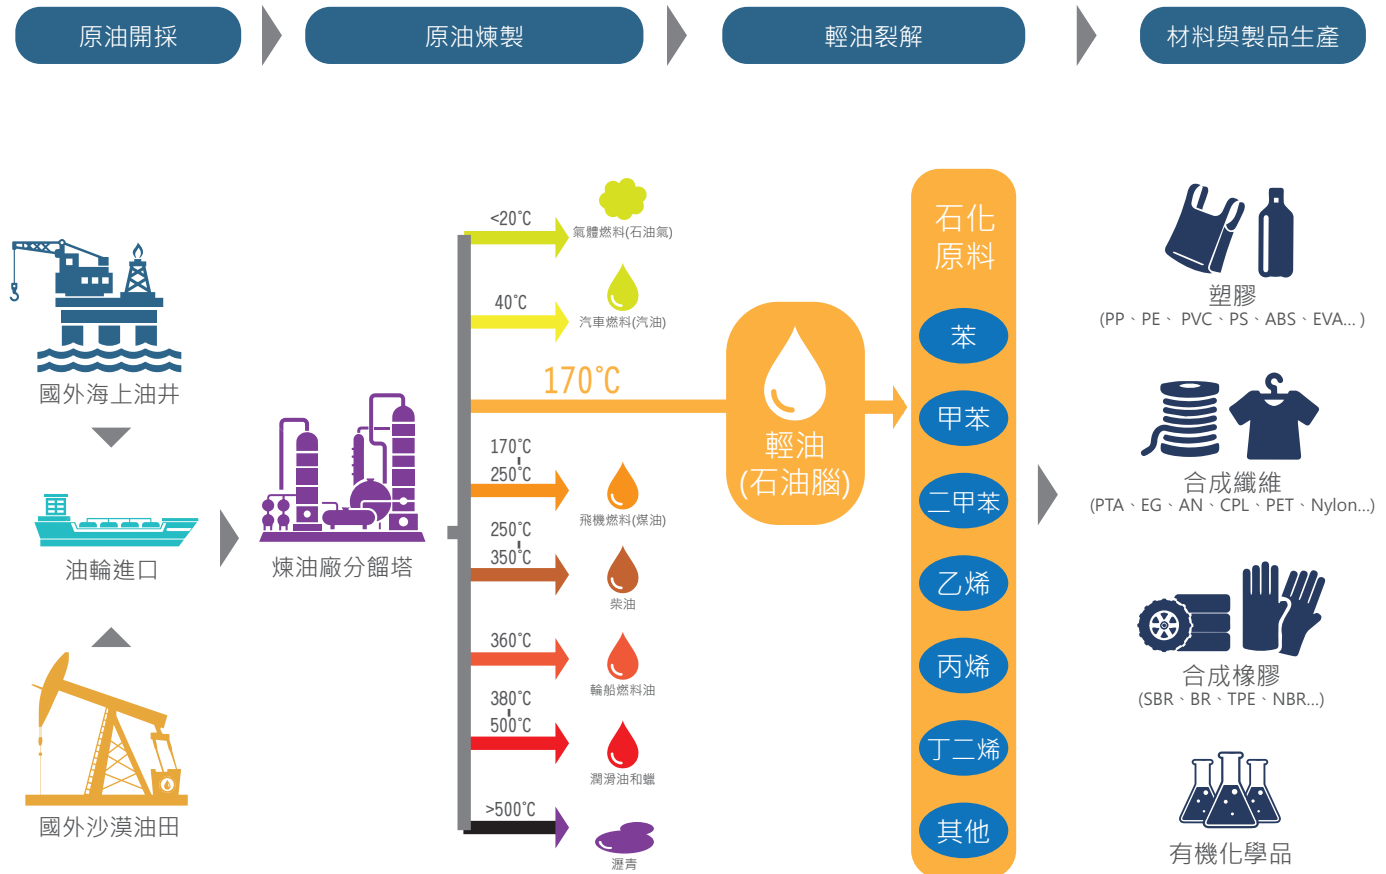 原油開採
原油煉製
輕油裂解
材料與製品生產
國外海上油井
油輪進口
國外沙漠油田
煉油廠分餾塔
<20°C
氣體燃料(石油氣)
40°C
汽車燃料(汽油)
170°C
輕油
(石油腦)
170°C
-
250°C
飛機燃料(煤油)
250°C
-
350°C
柴油
360°C
輪船燃料油
380°C
-
500°C
潤滑油和蠟
>500°C
瀝青
石化
原料
苯
甲苯
二甲苯
乙烯
丙烯
丁二烯
其他
塑膠
(PP、PE、 PVC、PS、ABS、EVA... )
合成纖維
(PTA、EG、AN、CPL、PET、Nylon...)
合成橡膠
(SBR、BR、TPE、NBR...)
有機化學品